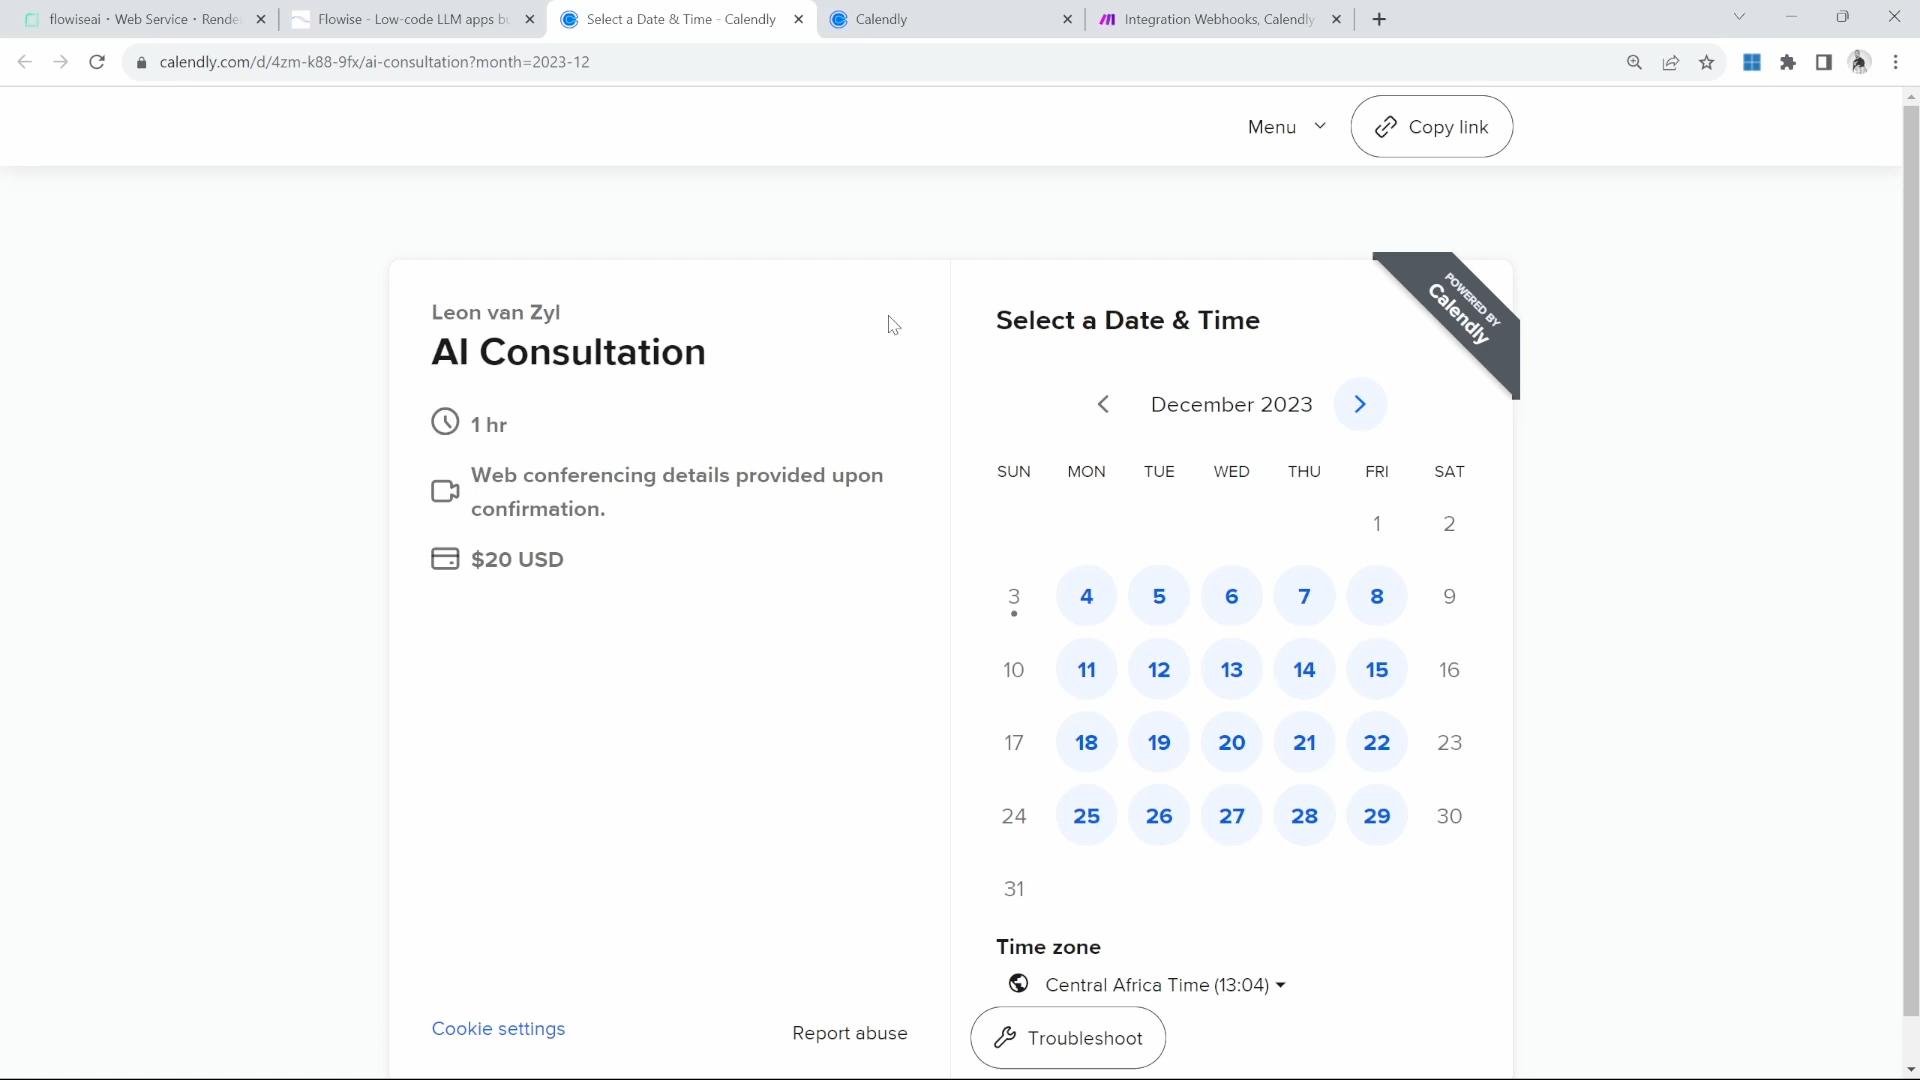 flowiseai · Web Service · Rende
Flowise - Low-code LLM apps bu
Select a Date & Time - Calendly
Calendly
Integration Webhooks, Calendly
calendly.com/d/4zm-k88-9fx/ai-consultation?month=2023-12
Menu
Copy link
POWERED BY
Calendly
Leon van Zyl
AI Consultation
1 hr
Web conferencing details provided upon
confirmation.
$20 USD
Cookie settings
Report abuse
Select a Date & Time
December 2023
SUN MON TUE WED THU FRI SAT
1 2
3 4 5 6 7 8 9
10 11 12 13 14 15 16
17 18 19 20 21 22 23
24 25 26 27 28 29 30
31
Time zone
Central Africa Time (13:04)
Troubleshoot